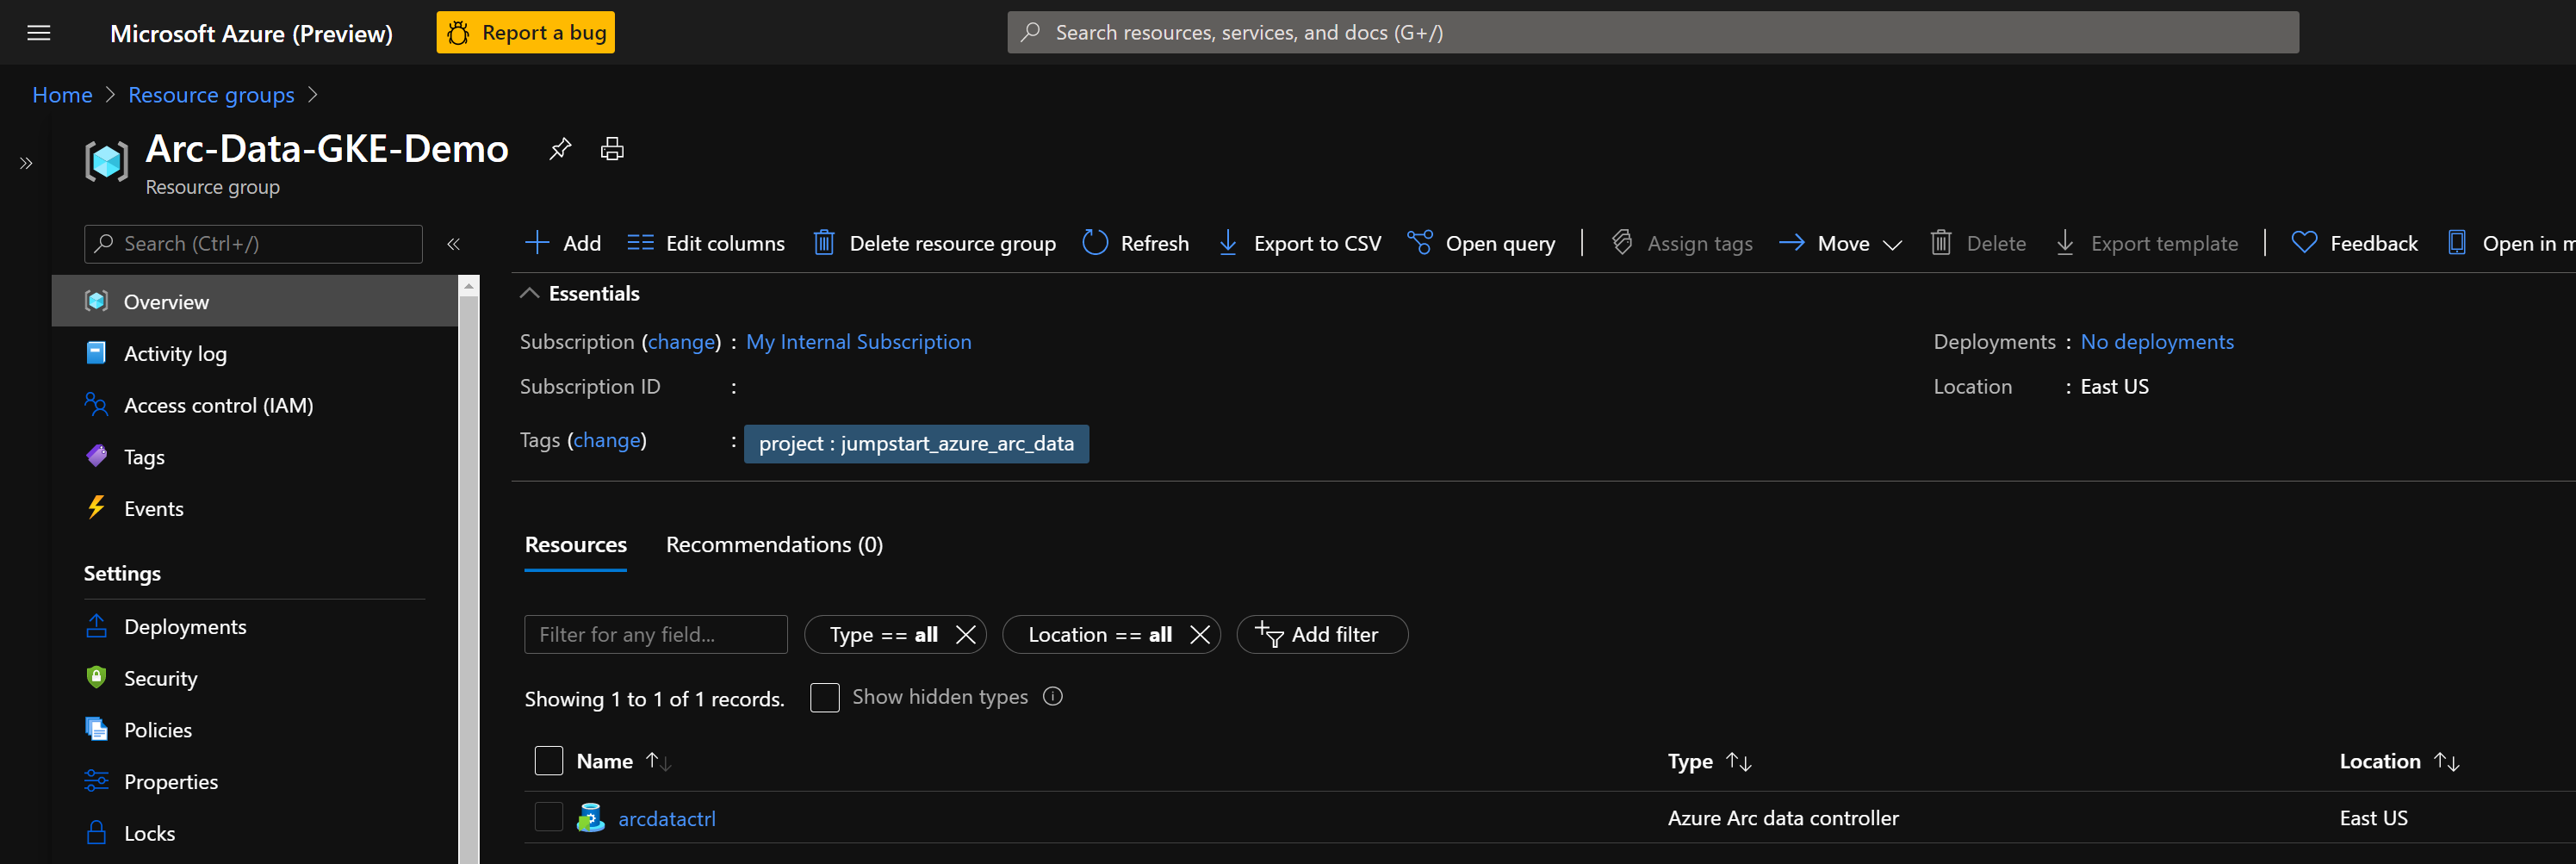 Microsoft Azure (Preview) Report a bug Search resources, services, and docs (G+/)
Home > Resource groups >
Arc-Data-GKE-Demo
Resource group
Search (Ctrl+/)
Add Edit columns Delete resource group Refresh Export to CSV Open query Assign tags Move Delete Export template Feedback Open in m
Overview
Activity log
Access control (IAM)
Tags
Events
Settings
Deployments
Security
Policies
Properties
Locks
Essentials
Subscription (change) : My Internal Subscription
Deployments : No deployments
Subscription ID :
Location : East US
Tags (change) : project : jumpstart_azure_arc_data
Resources Recommendations (0)
Filter for any field... Type == all Location == all Add filter
Showing 1 to 1 of 1 records. Show hidden types
Name Type Location
arcdatactrl Azure Arc data controller East US